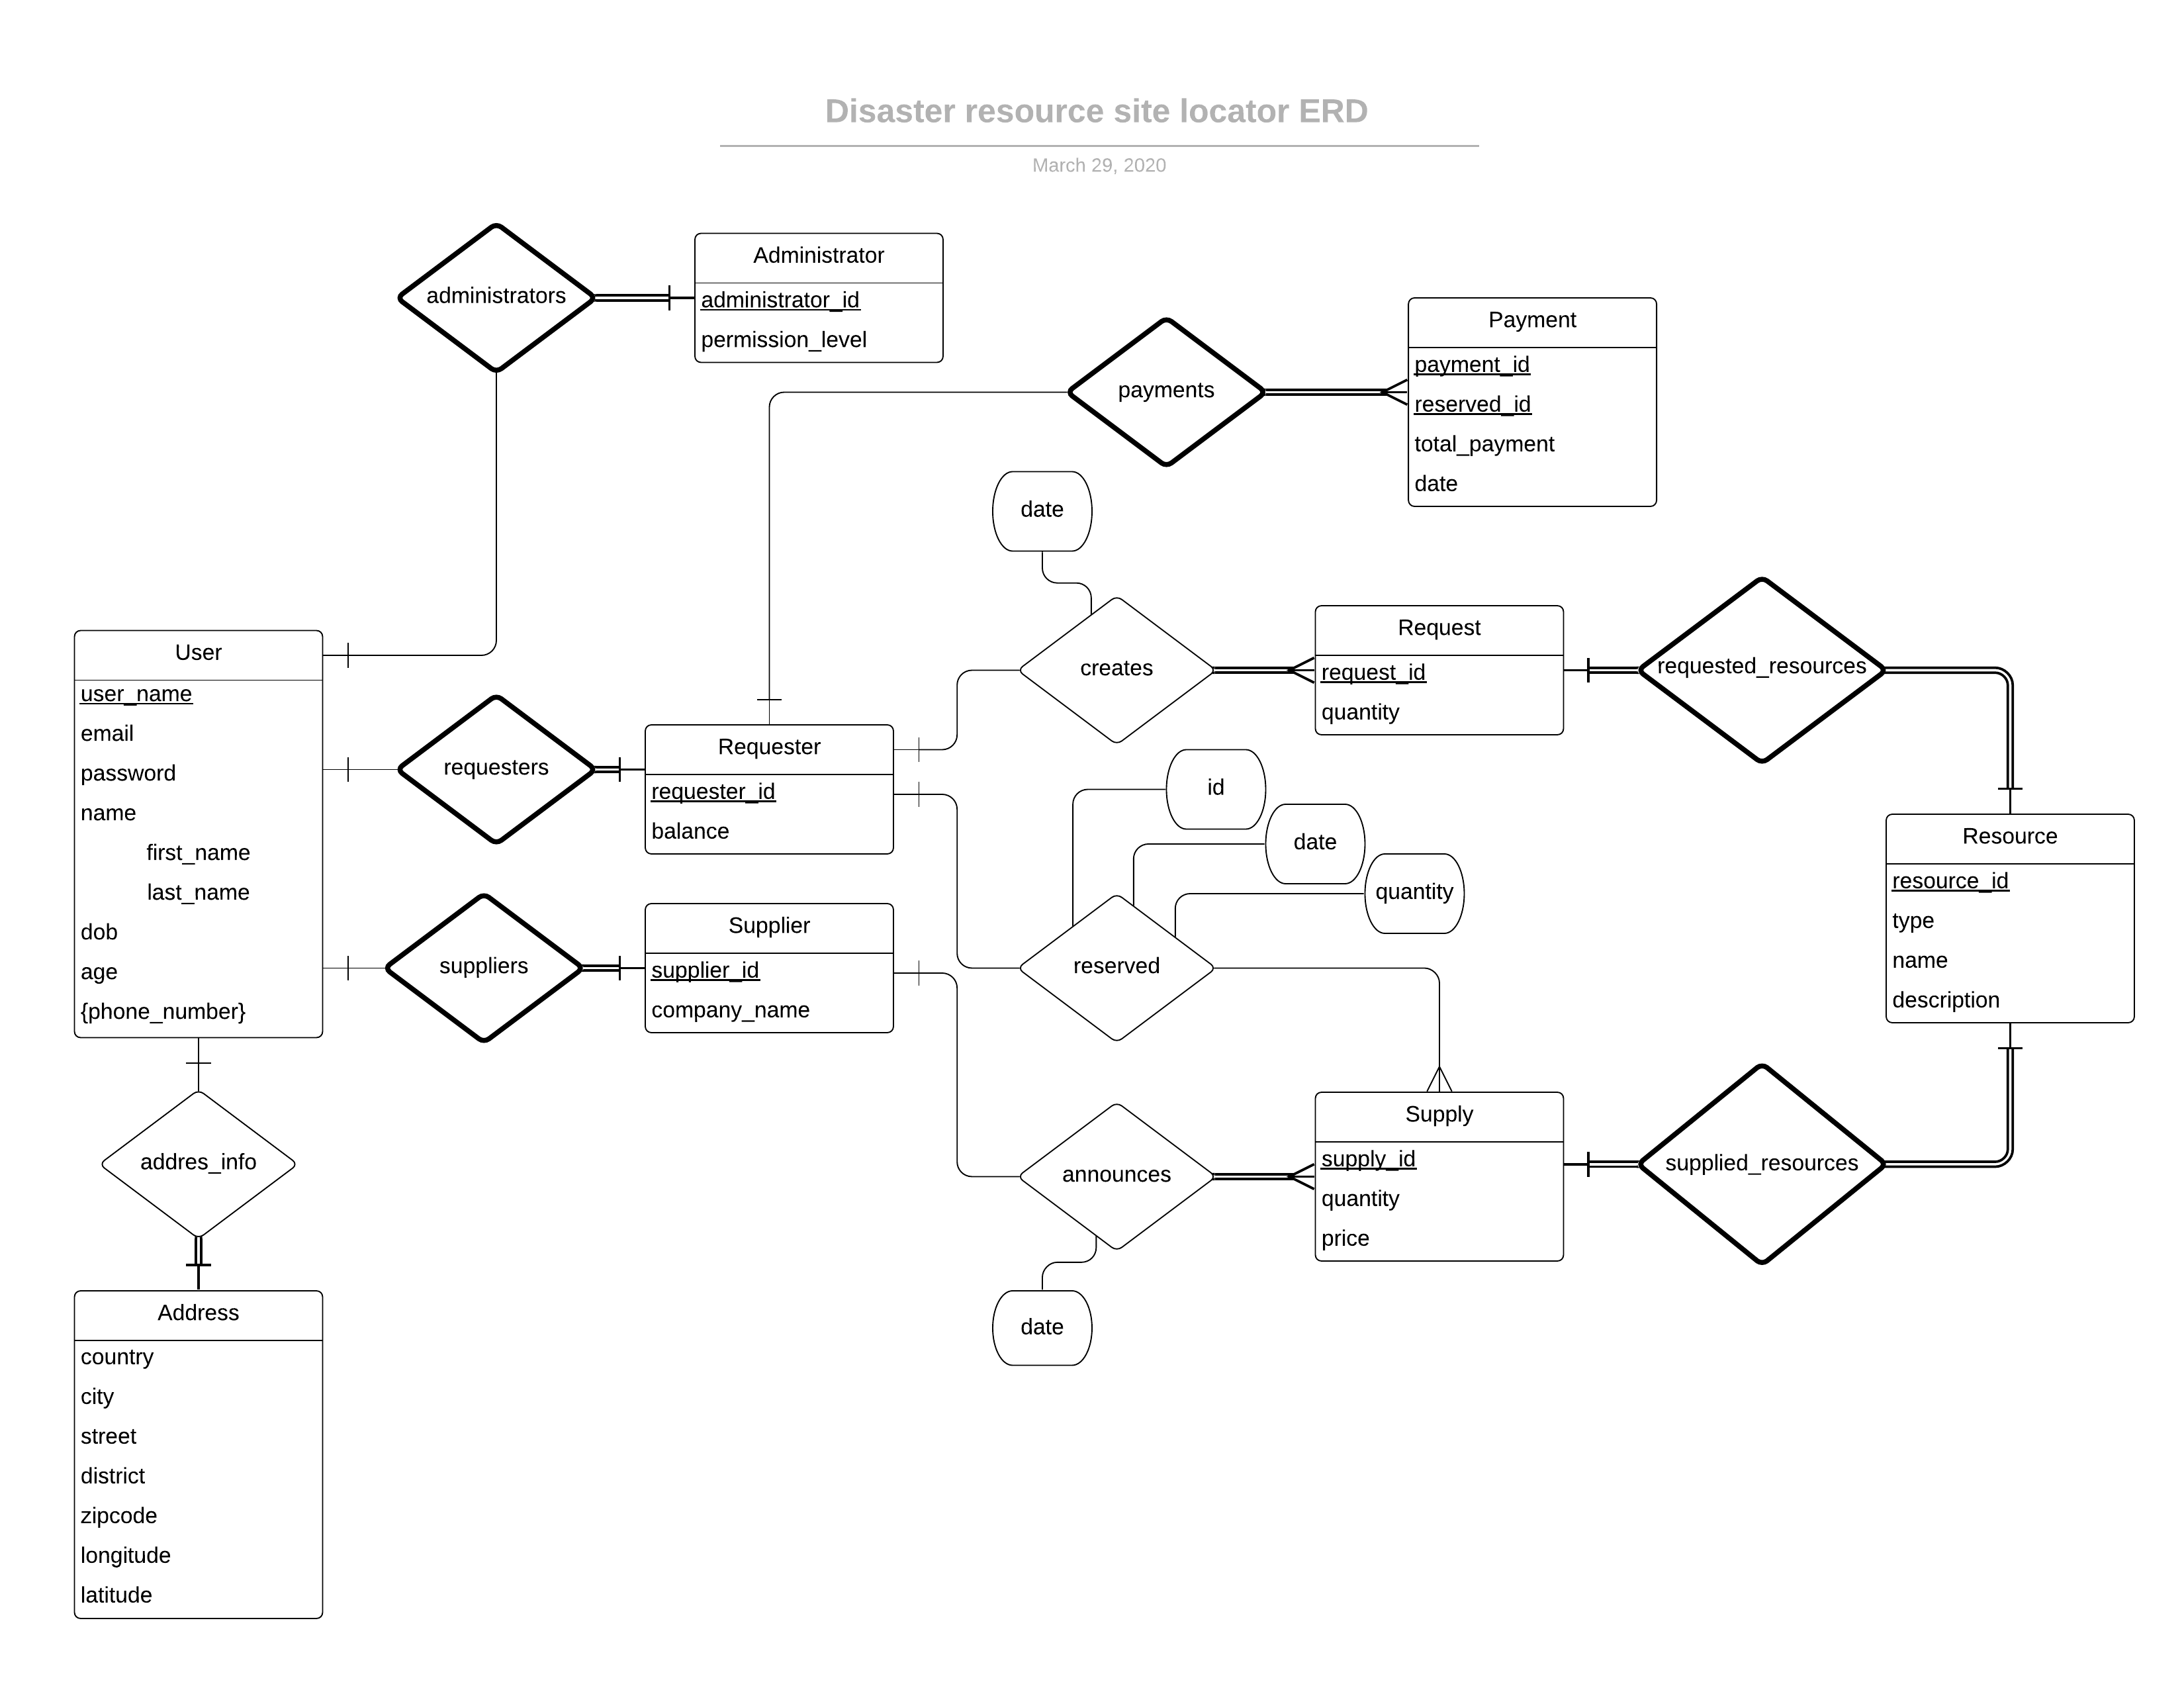 Disaster resource site locator ERD
March 29, 2020
administrators
Administrator
administrator_id
permission_level
payments
Payment
payment_id
reserved_id
total_payment
date
date
User
user_name
email
password
name
first_name
last_name
dob
age
{phone_number}
requesters
Requester
requester_id
balance
creates
Request
request_id
quantity
requested_resources
id
date
quantity
reserved
suppliers
Supplier
supplier_id
company_name
Resource
resource_id
type
name
description
addres_info
announces
Supply
supply_id
quantity
price
supplied_resources
date
Address
country
city
street
district
zipcode
longitude
latitude